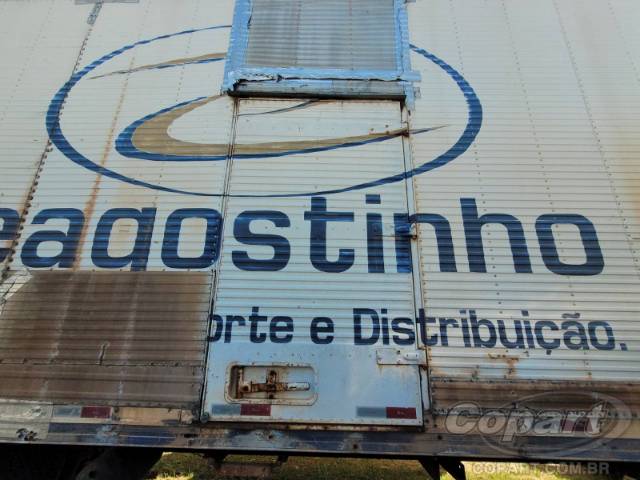 eagostinho
orte e Distribuição.
Copart
COPART.COM.BR